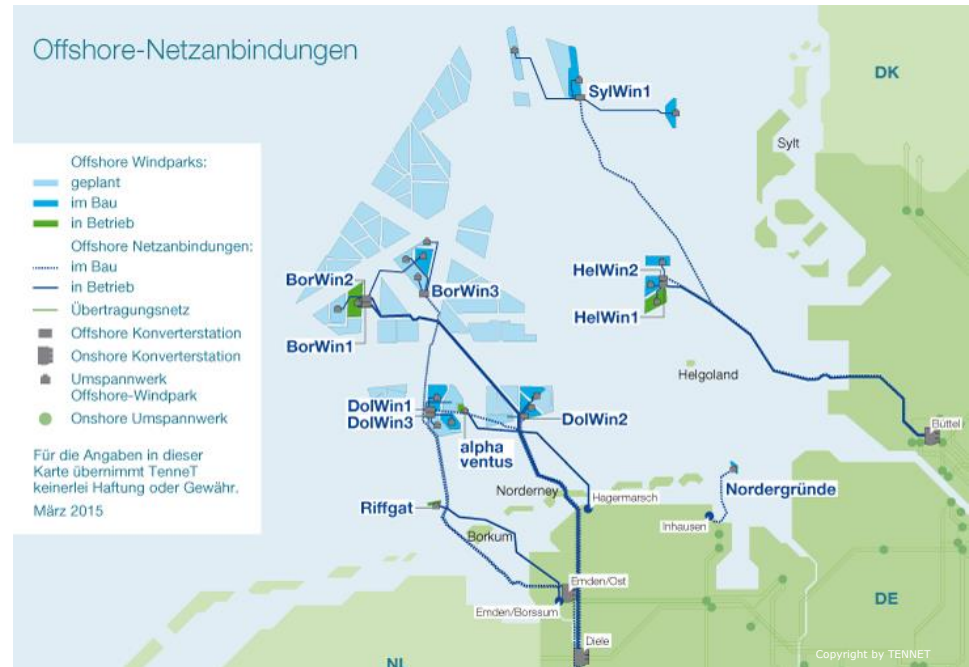 Offshore-Netzanbindungen
DK
SylWin1
Sylt
Offshore Windparks:
geplant
im Bau
in Betrieb
Offshore Netzanbindungen:
im Bau
in Betrieb
Übertragungsnetz
Offshore Konverterstation
Onshore Konverterstation
Umspannwerk
Offshore-Windpark
Onshore Umspannwerk
Für die Angaben in dieser
Karte übernimmt TenneT
keinerlei Haftung oder Gewähr.
März 2015
BorWin2
BorWin3
BorWin1
HelWin2
HelWin1
Helgoland
DolWin1
DolWin3
DolWin2
alpha
ventus
Büttel
Norderney
Hagermarsch
Nordergründe
Inhausen
Riffgat
Borkum
Emden/Ost
Emden/Borssum
Diele
DE
NL
Copyright by TENNET